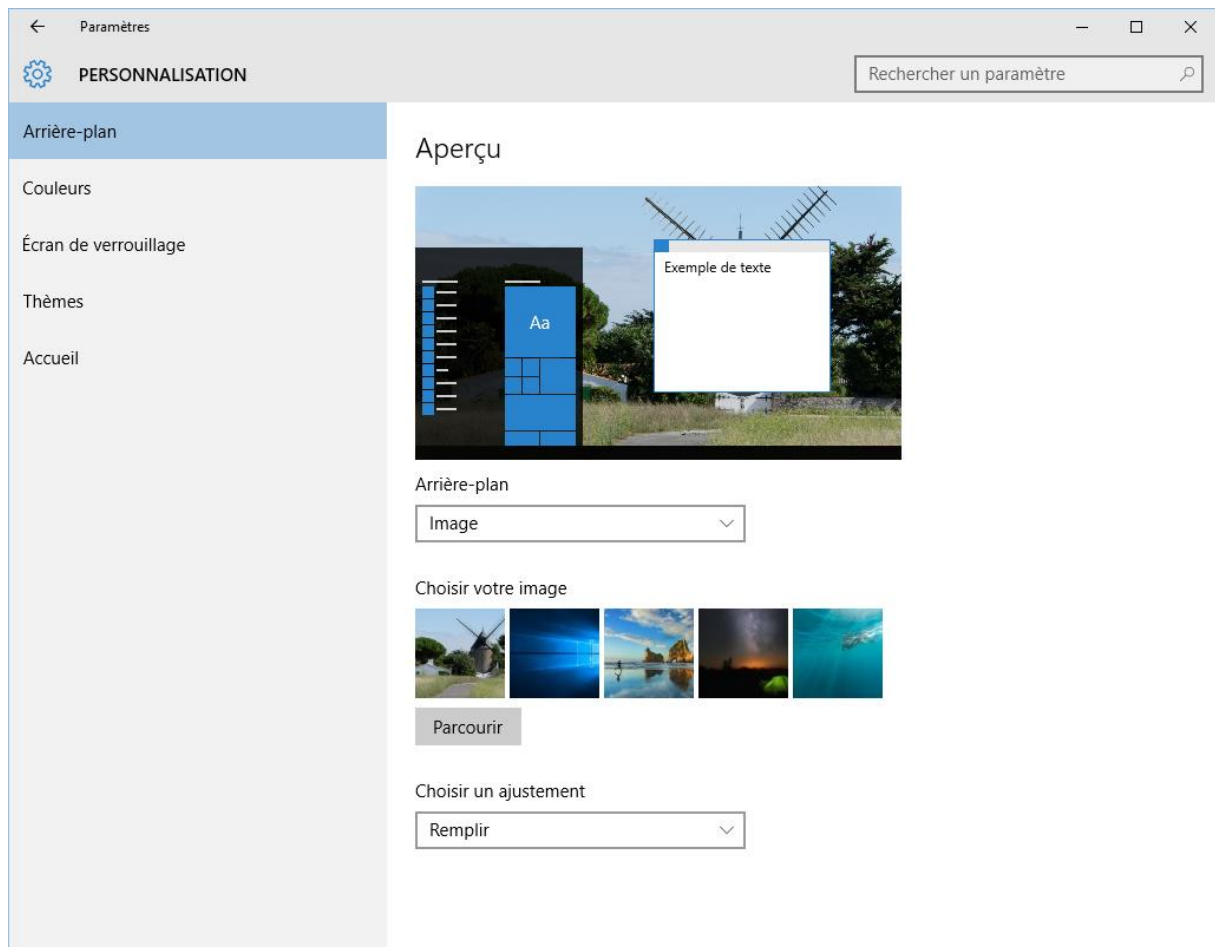 Paramètres
PERSONNALISATION
Rechercher un paramètre
Arrière-plan
Couleurs
Écran de verrouillage
Thèmes
Accueil
Aperçu
Exemple de texte
Aa
Arrière-plan
Image
Choisir votre image
Parcourir
Choisir un ajustement
Remplir